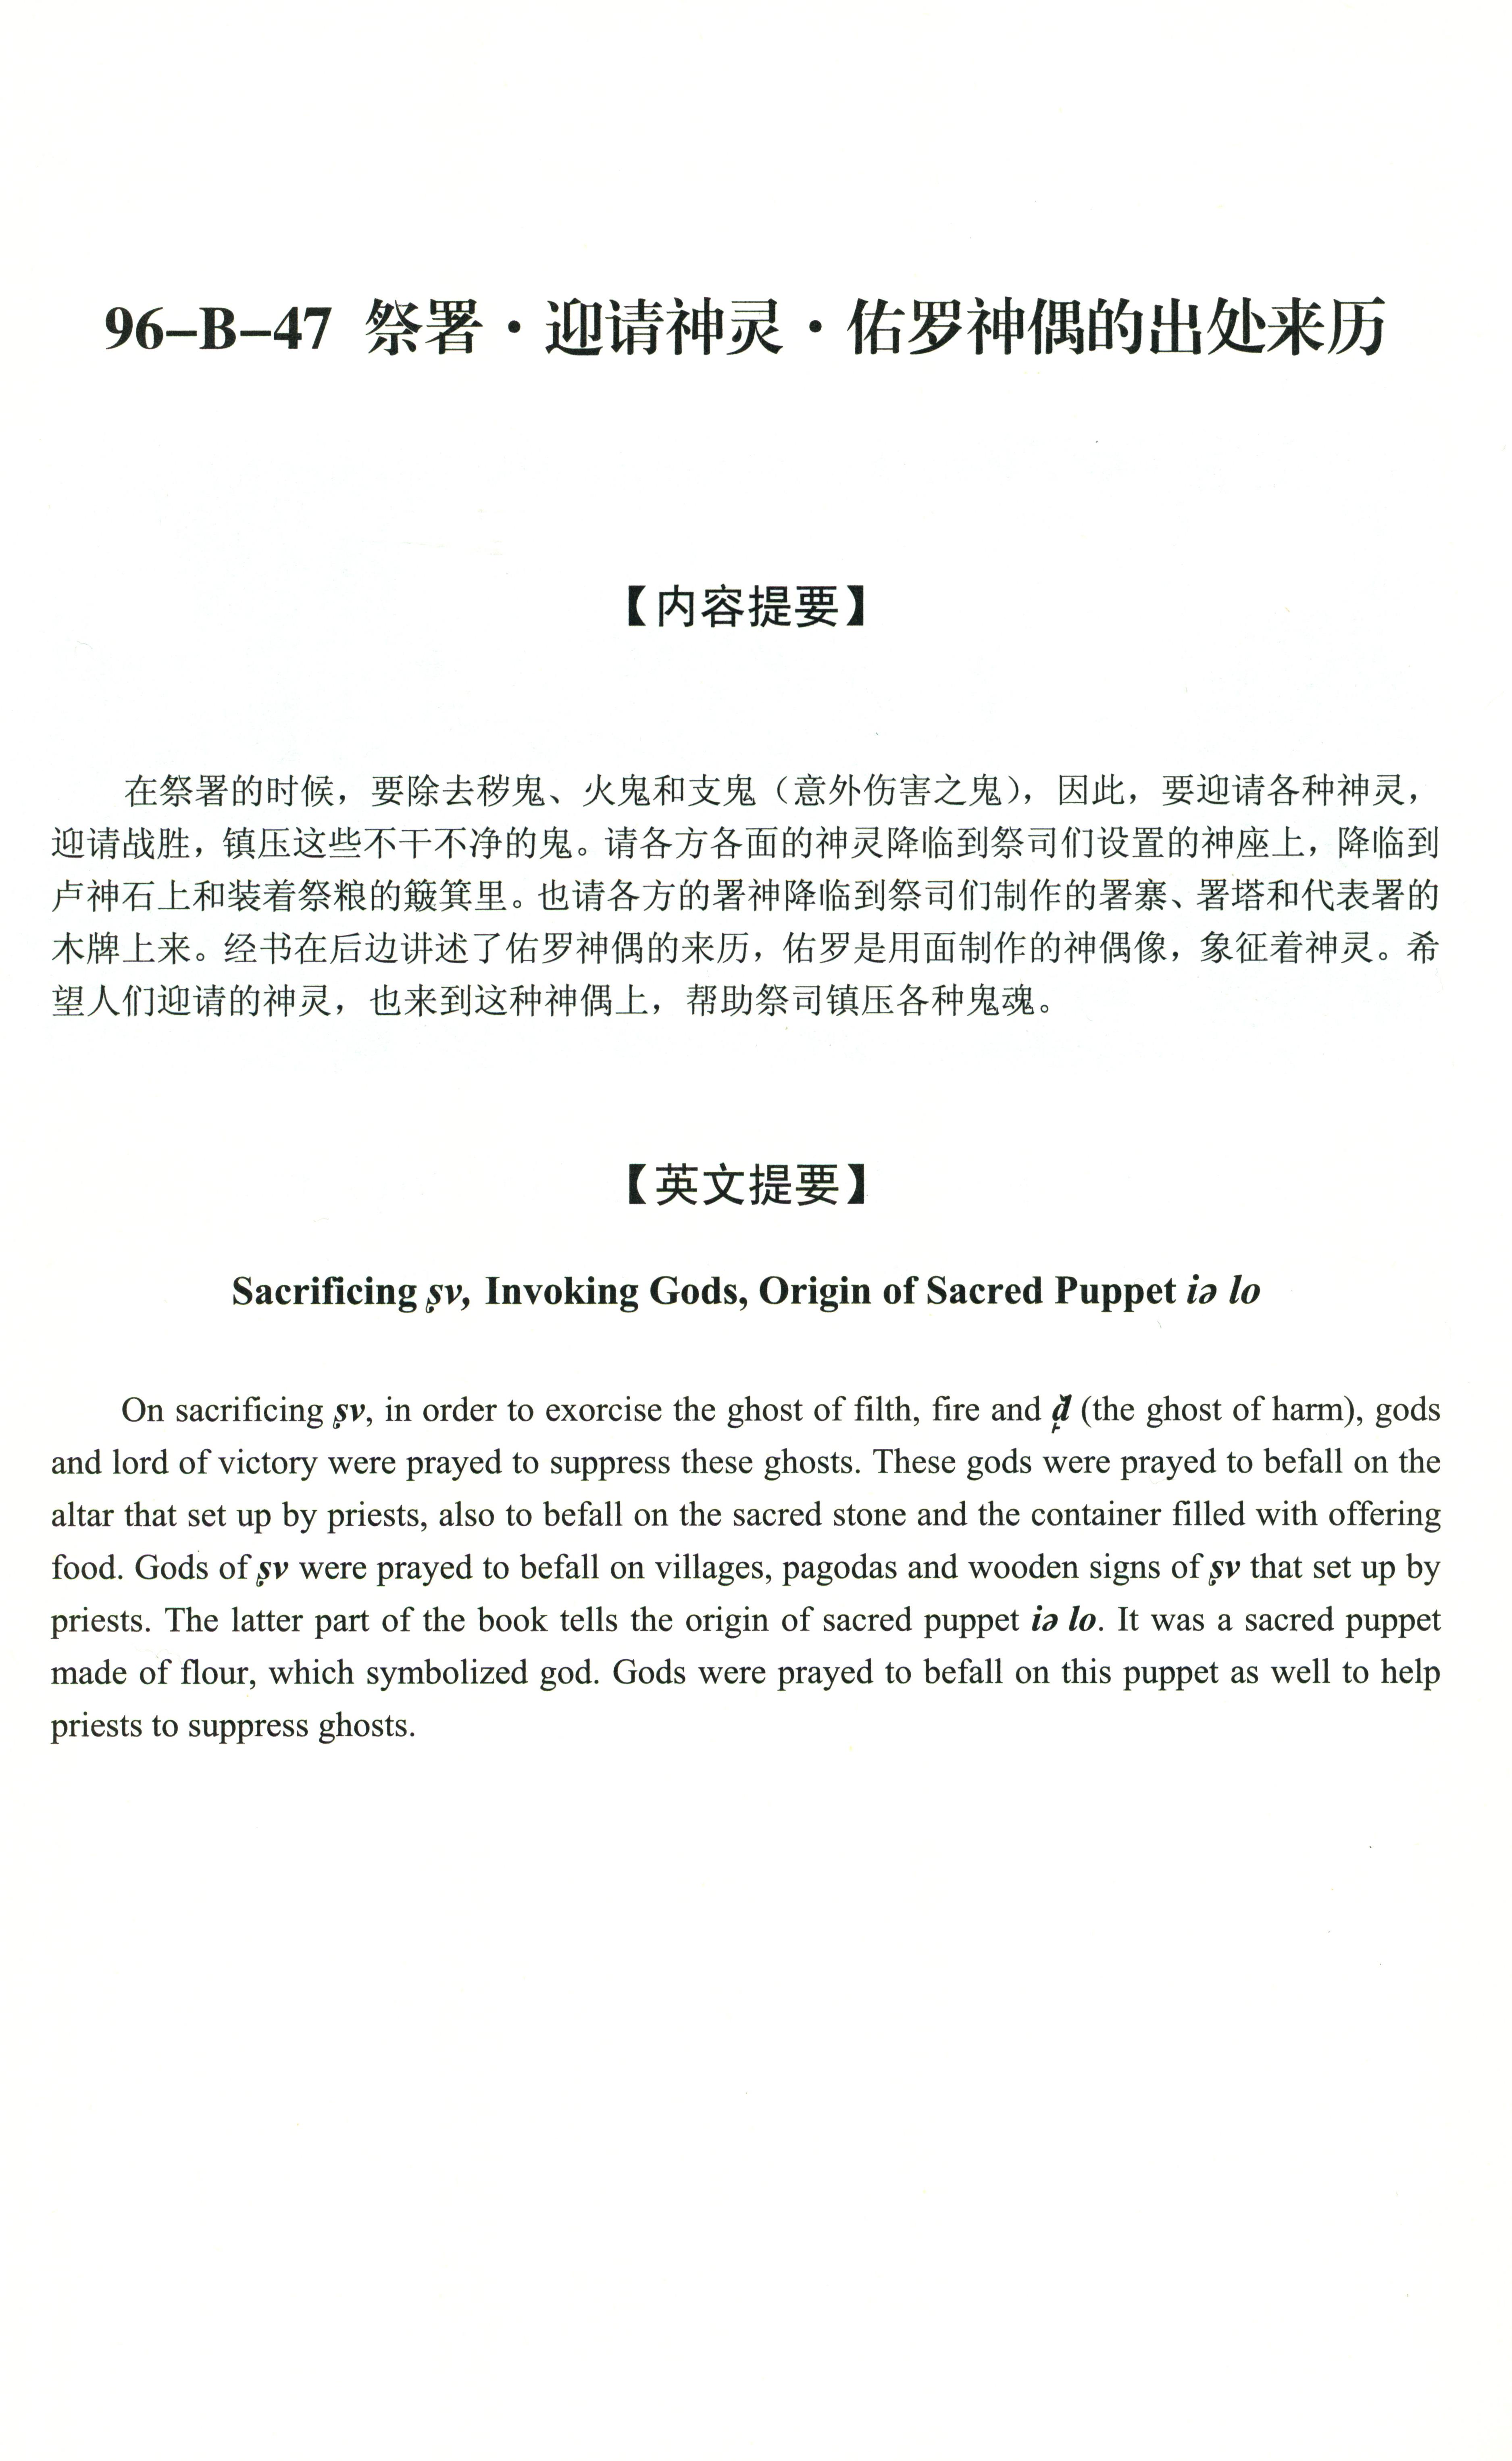 96–B–47 祭署·迎请神灵·佑罗神偶的出处来历
【内容提要】
在祭署的时候，要除去秽鬼、火鬼和支鬼（意外伤害之鬼），因此，要迎请各种神灵，
迎请战胜，镇压这些不干不净的鬼。请各方各面的神灵降临到祭司们设置的神座上，降临到
卢神石上和装着祭粮的簸箕里。也请各方的署神降临到祭司们制作的署寨、署塔和代表署的
木牌上来。经书在后边讲述了佑罗神偶的来历，佑罗是用面制作的神偶像，象征着神灵。希
望人们迎请的神灵，也来到这种神偶上，帮助祭司镇压各种鬼魂。
【英文提要】
Sacrificing ʂv, Invoking Gods, Origin of Sacred Puppet iə lo
On sacrificing ʂv, in order to exorcise the ghost of filth, fire and (the ghost of harm), gods
and lord of victory were prayed to suppress these ghosts. These gods were prayed to befall on the
altar that set up by priests, also to befall on the sacred stone and the container filled with offering
food. Gods of ʂv were prayed to befall on villages, pagodas and wooden signs of ʂv that set up by
priests. The latter part of the book tells the origin of sacred puppet iə lo. It was a sacred puppet
made of flour, which symbolized god. Gods were prayed to befall on this puppet as well to help
priests to suppress ghosts.